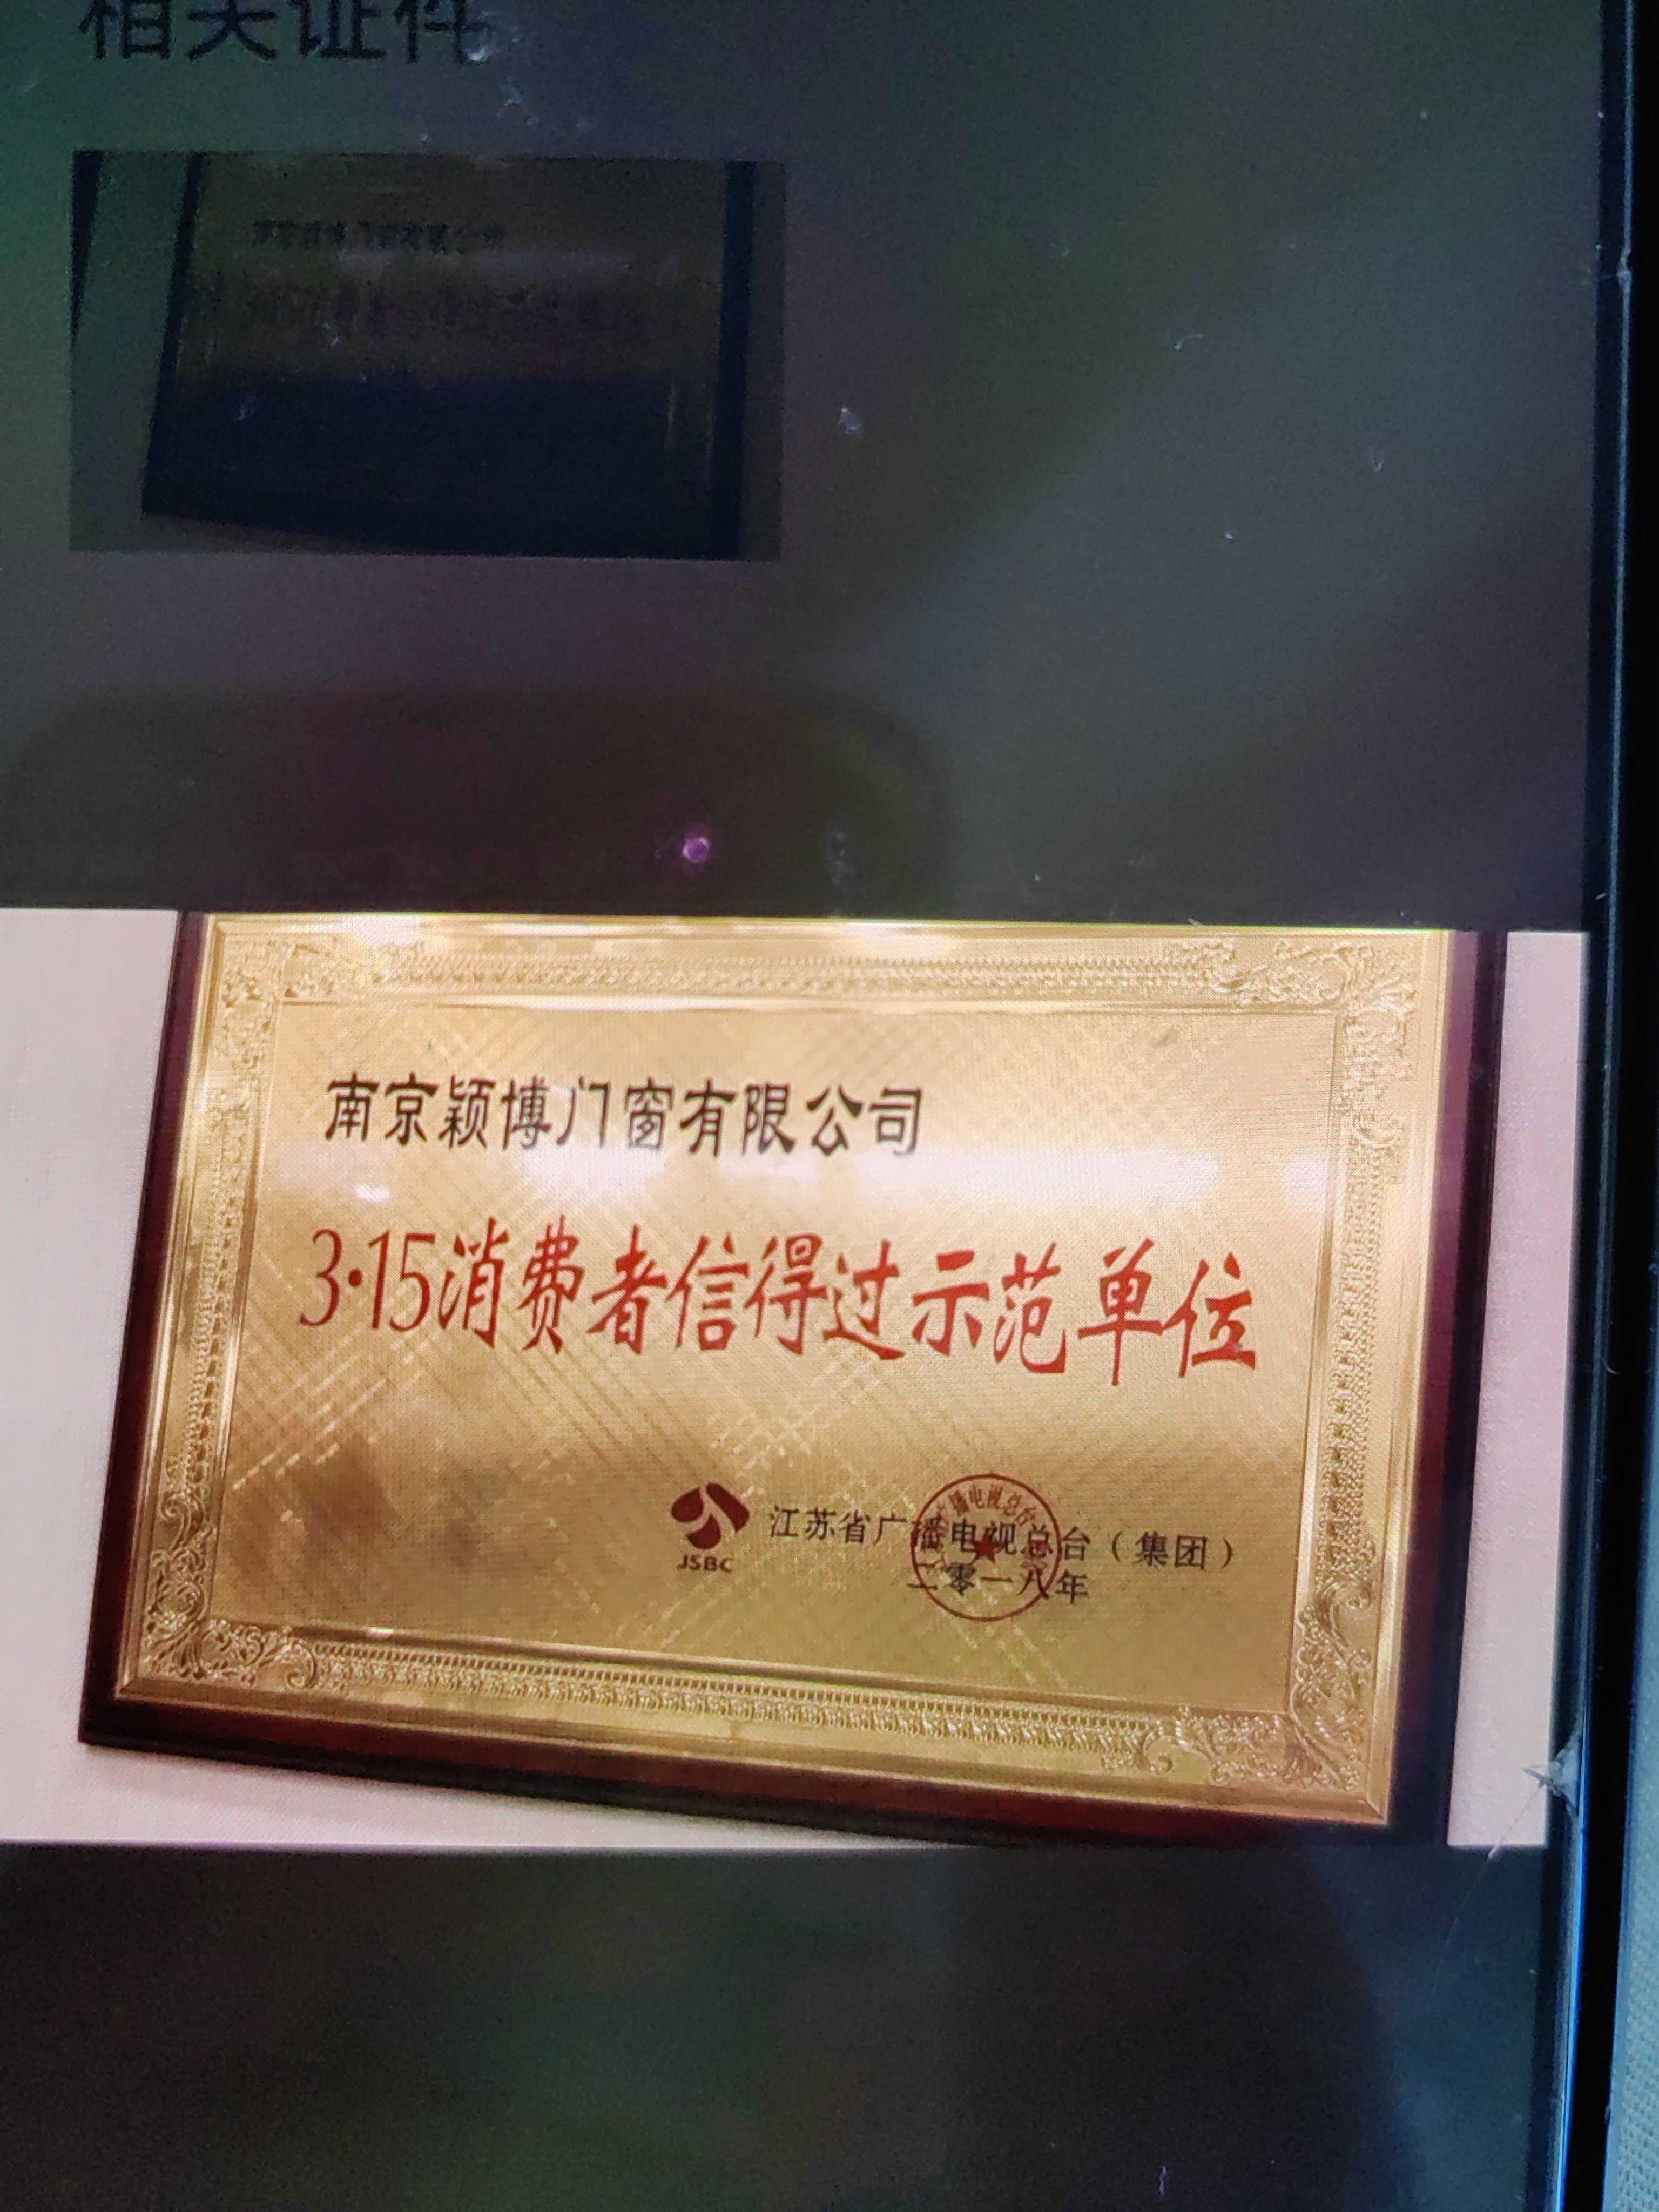 相关证件
南京颖博门窗有限公司
3·15消费者信得过示范单位
JSBC
江苏省广播电视总台（集团）
二零一八年